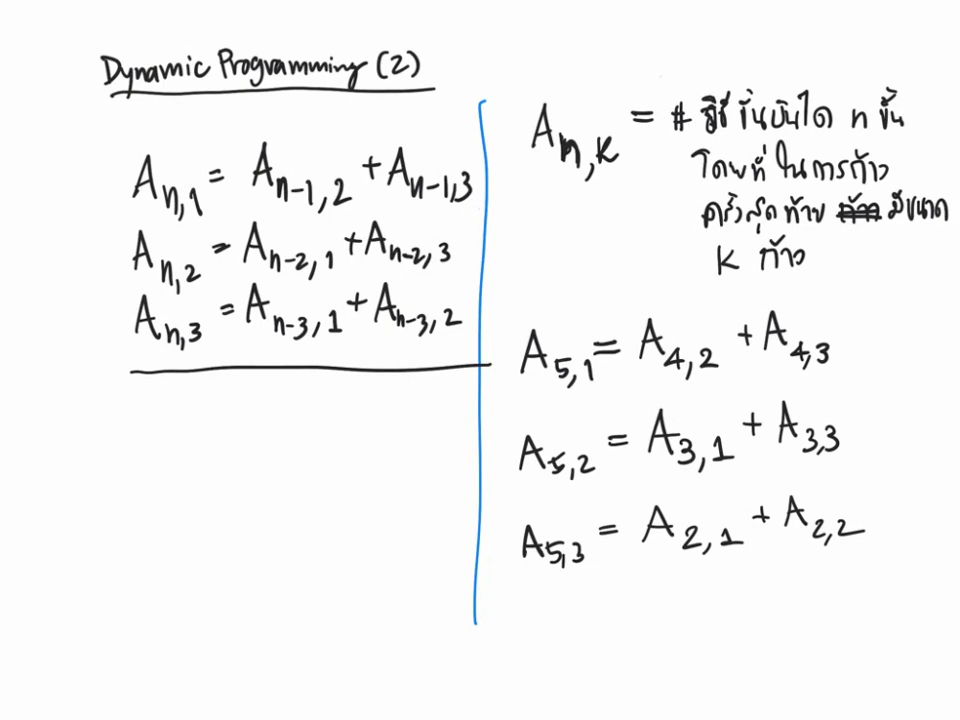 Dynamic Programming (2)
A_{n,1} = A_{n-1,2} + A_{n-1,3}
A_{n,2} = A_{n-2,1} + A_{n-2,3}
A_{n,3} = A_{n-3,1} + A_{n-3,2}
A_{n,k} = # วิธี ขึ้นบันได n ขั้น
โดยที่ ในการก้าว
ครั้งสุดท้าย มีขนาด
k ก้าว
A_{5,1} = A_{4,2} + A_{4,3}
A_{5,2} = A_{3,1} + A_{3,3}
A_{5,3} = A_{2,1} + A_{2,2}